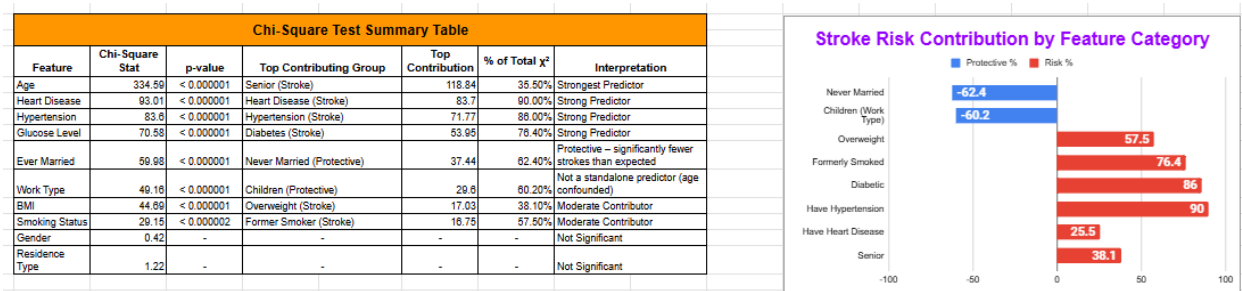 Chi-Square Test Summary Table
Feature Chi-Square Stat p-value Top Contributing Group Top Contribution % of Total χ² Interpretation
Age 334.59 < 0.000001 Senior (Stroke) 118.84 35.50% Strongest Predictor
Heart Disease 93.01 < 0.000001 Heart Disease (Stroke) 83.7 90.00% Strong Predictor
Hypertension 83.6 < 0.000001 Hypertension (Stroke) 71.77 86.00% Strong Predictor
Glucose Level 70.58 < 0.000001 Diabetes (Stroke) 53.95 76.40% Strong Predictor
Ever Married 59.98 < 0.000001 Never Married (Protective) 37.44 62.40% Protective – significantly fewer strokes than expected
Work Type 49.16 < 0.000001 Children (Protective) 29.6 60.20% Not a standalone predictor (age confounded)
BMI 44.69 < 0.000001 Overweight (Stroke) 17.03 38.10% Moderate Contributor
Smoking Status 29.15 < 0.000002 Former Smoker (Stroke) 16.75 57.50% Moderate Contributor
Gender 0.42 - - - - Not Significant
Residence Type 1.22 - - - - Not Significant
Stroke Risk Contribution by Feature Category
Protective % Risk %
Never Married -62.4
Children (Work Type) -60.2
Overweight 57.5
Formerly Smoked 76.4
Diabetic 86
Have Hypertension 90
Have Heart Disease 25.5
Senior 38.1
-100 -50 0 50 100